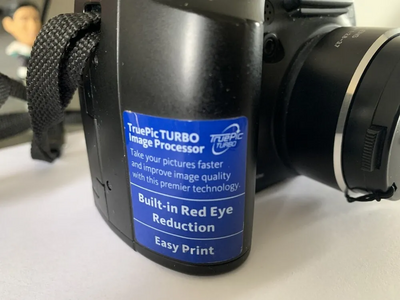 TruePic TURBO
Image Processor
TRUEPIC
TURBO
Take your pictures faster
and improve image quality
with this premier technology.
Built-in Red Eye
Reduction
Easy Print